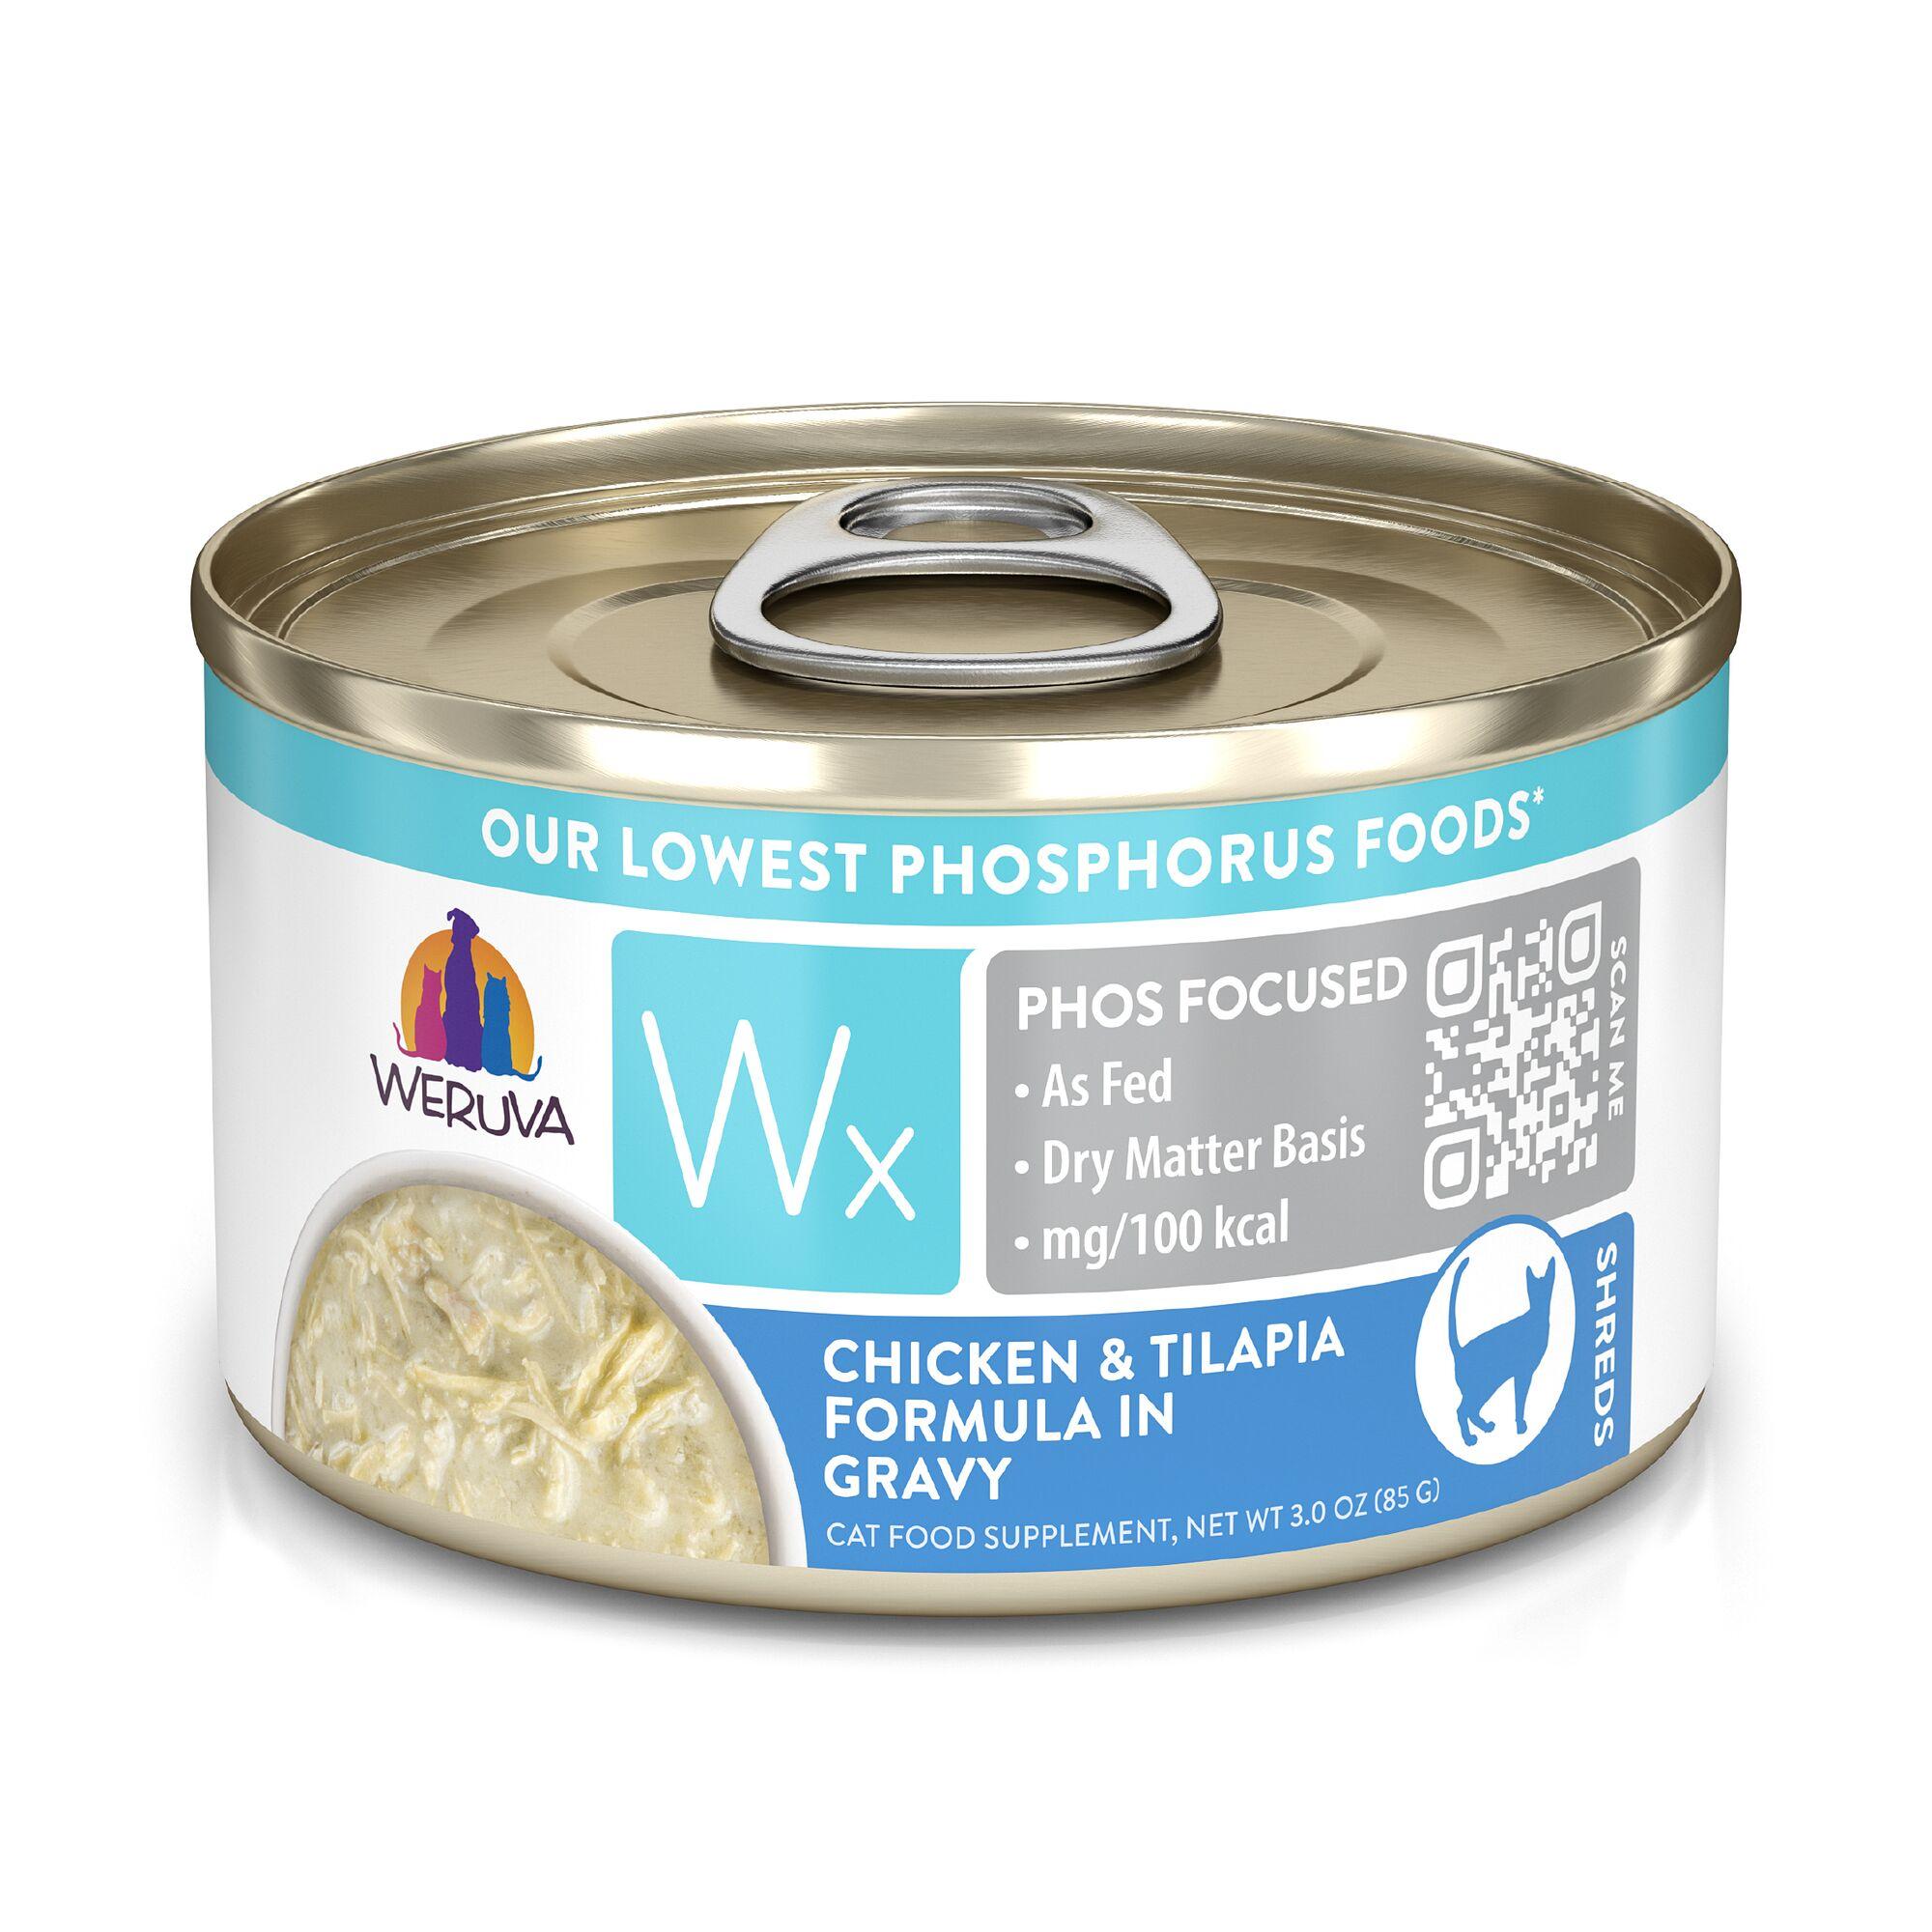 OUR LOWEST PHOSPHORUS FOODS*
WERUVA
Wx
PHOS FOCUSED
• As Fed
• Dry Matter Basis
• mg/100 kcal
SCAN ME
CHICKEN & TILAPIA
FORMULA IN
GRAVY
CAT FOOD SUPPLEMENT, NET WT 3.0 OZ (85 G)
SHREDS